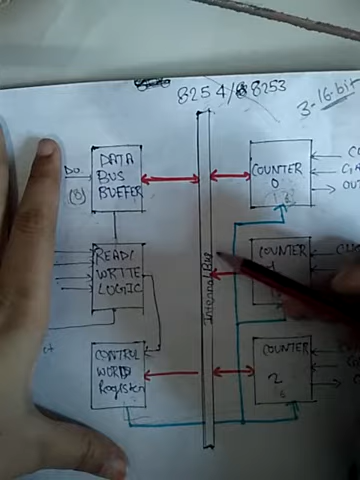 8254/8253
3-16-bit
D0
(8)
DATA
BUS
BUFFER
COUNTER
0
OUT
READ/
WRITE
LOGIC
Internal Bus
COUNTER
CONTROL
WORD
Register
COUNTER
2